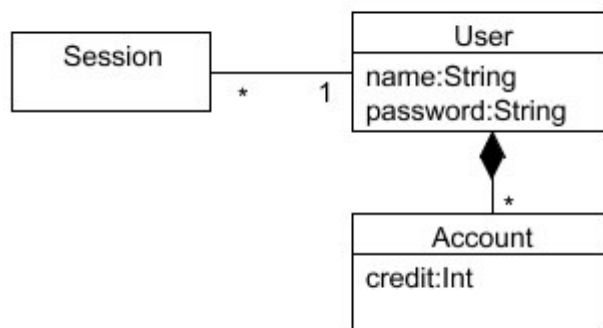 Session
User
name:String
password:String
*
1
*
Account
credit:Int